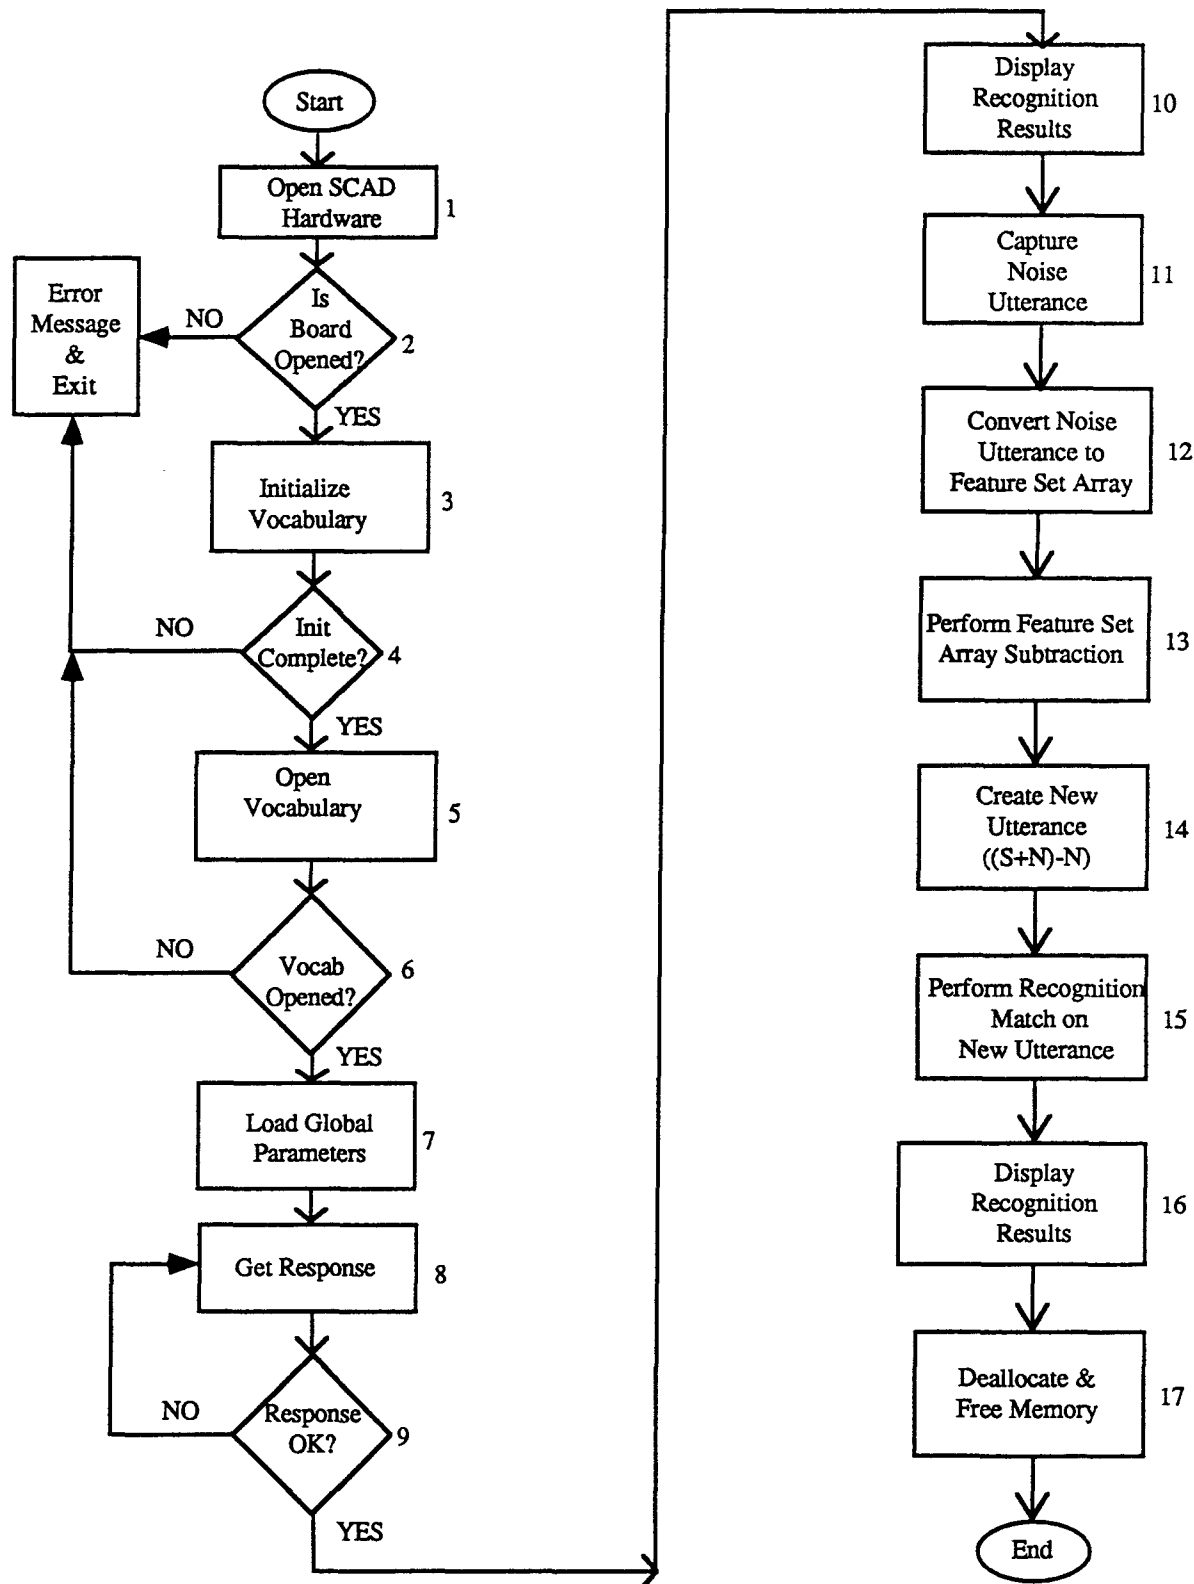 Start
Open SCAD
Hardware
1
Is
Board
Opened?
2
NO
Error
Message
&
Exit
YES
Initialize
Vocabulary
3
Init
Complete?
4
NO
YES
Open
Vocabulary
5
Vocab
Opened?
6
NO
YES
Load Global
Parameters
7
Get Response
8
Response
OK?
9
NO
YES
Display
Recognition
Results
10
Capture
Noise
Utterance
11
Convert Noise
Utterance to
Feature Set Array
12
Perform Feature Set
Array Subtraction
13
Create New
Utterance
((S+N)-N)
14
Perform Recognition
Match on
New Utterance
15
Display
Recognition
Results
16
Deallocate &
Free Memory
17
End